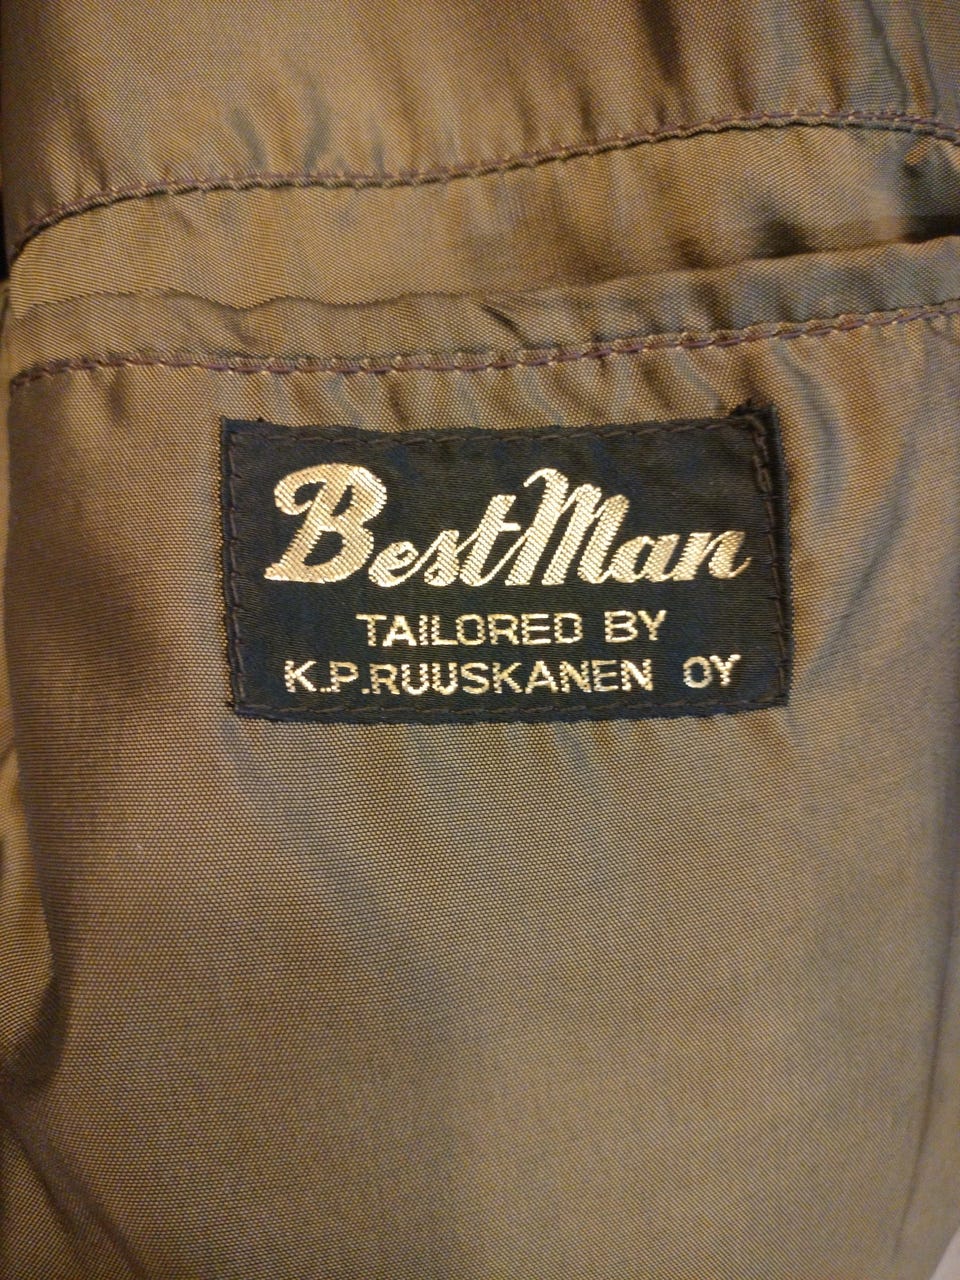 BestMan
TAILORED BY
K.P.RUUSKANEN OY